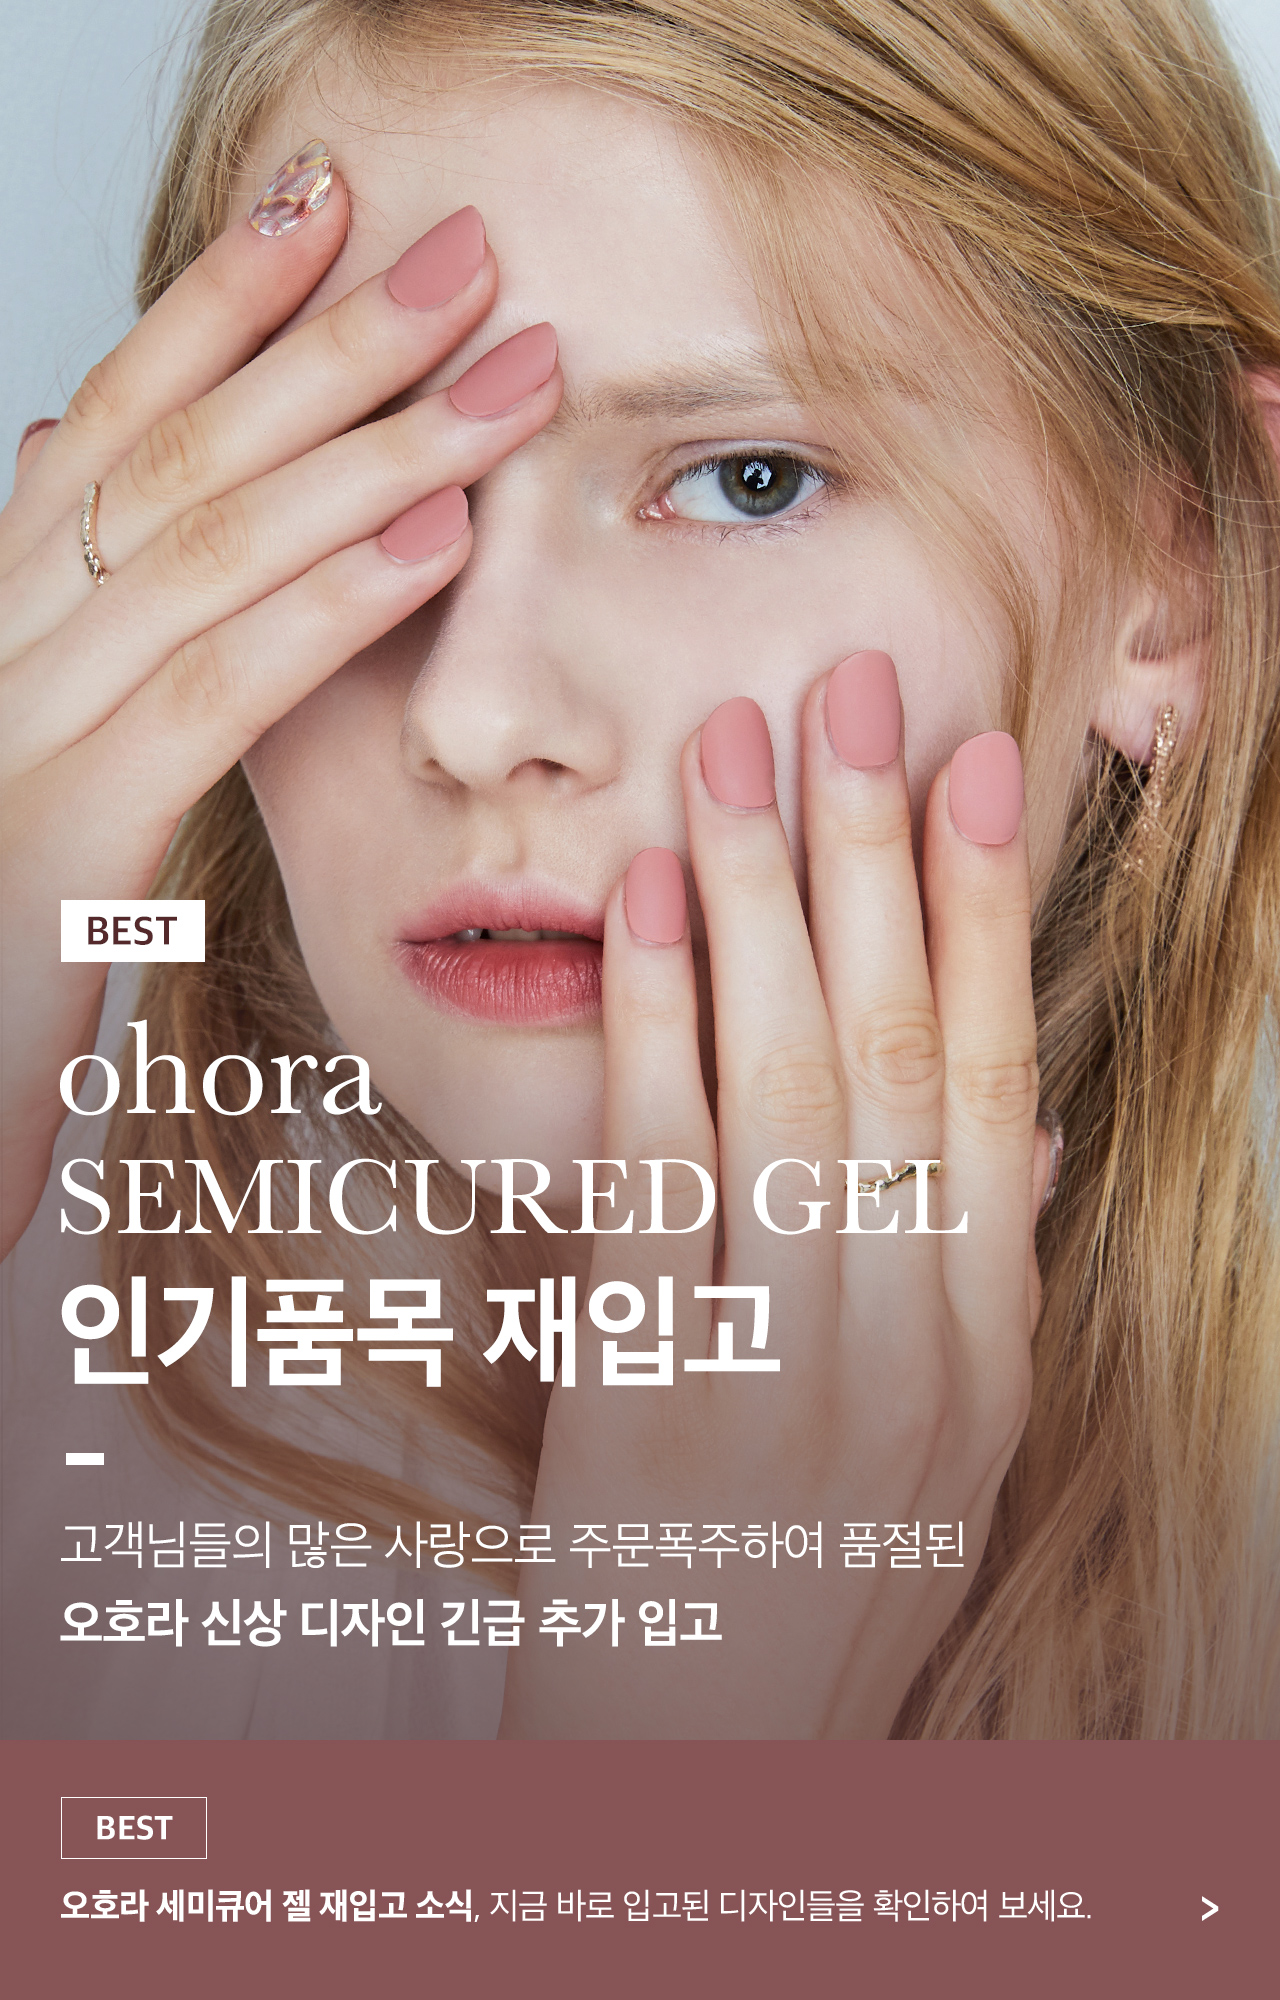 BEST
ohora
SEMICURED GEL
인기품목 재입고
고객님들의 많은 사랑으로 주문폭주하여 품절된
오호라 신상 디자인 긴급 추가 입고
BEST
오호라 세미큐어 젤 재입고 소식, 지금 바로 입고된 디자인들을 확인하여 보세요.